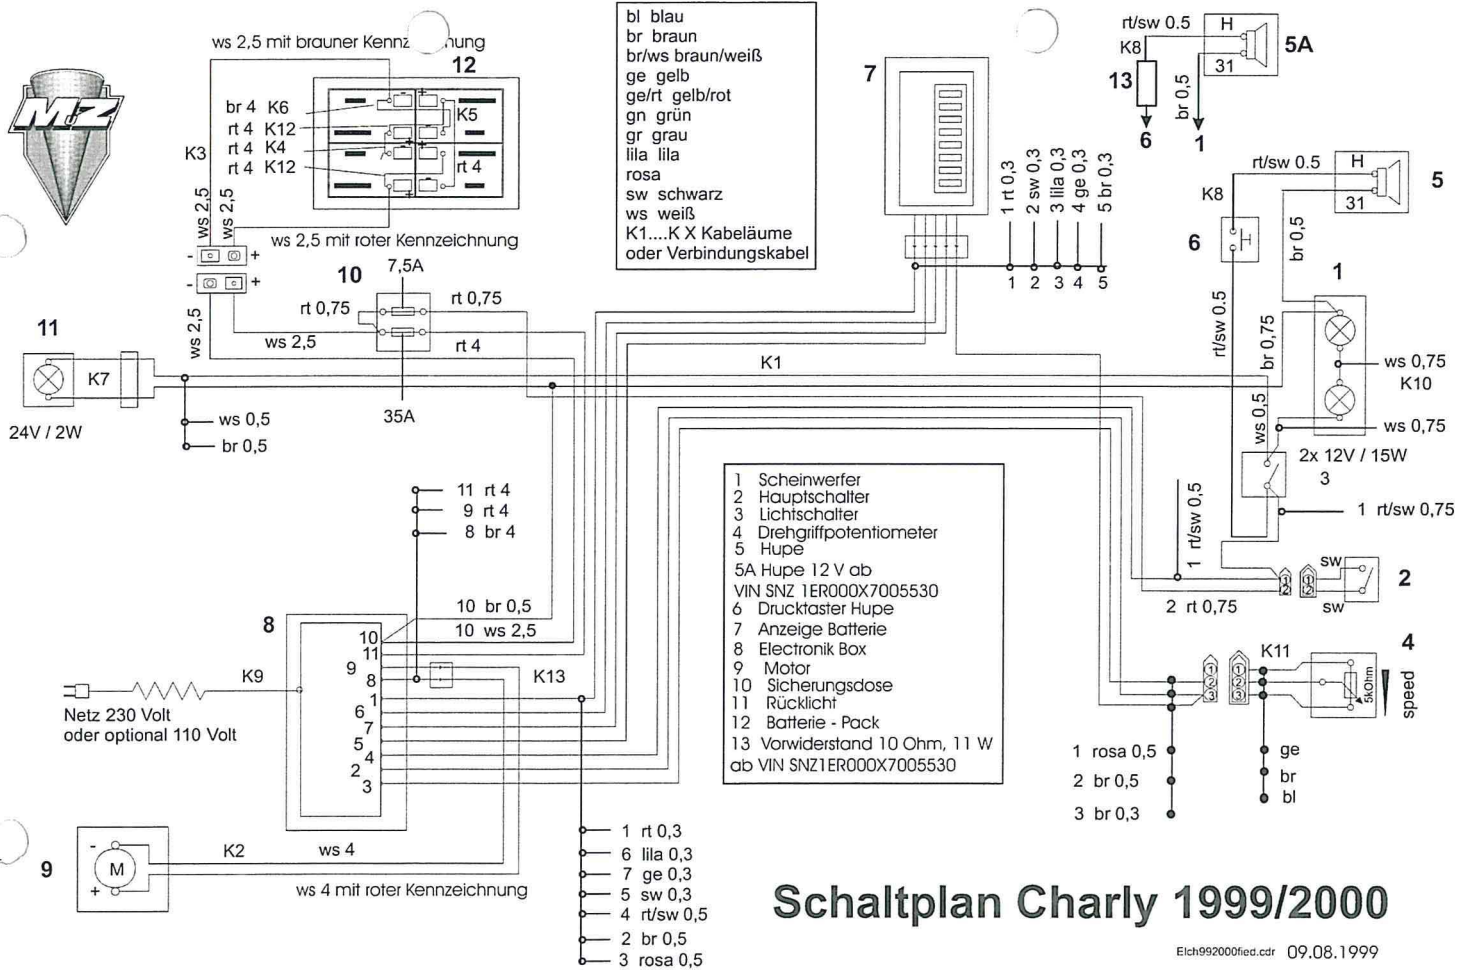 ws 2,5 mit brauner Kennz nung
12
br 4 K6
rt 4 K12
rt 4 K4
rt 4 K12
K5
rt 4
K3
ws 2,5
ws 2,5
ws 2,5 mit roter Kennzeichnung
- +
- +
MZ
bl blau
br braun
br/ws braun/weiß
ge gelb
ge/rt gelb/rot
gn grün
gr grau
lila lila
rosa
sw schwarz
ws weiß
K1....K X Kabeläume
oder Verbindungskabel
7
1 rt 0,3
2 sw 0,3
3 lila 0,3
4 ge 0,3
5 br 0,3
1 2 3 4 5
rt/sw 0.5
H
5A
K8
31
13
br 0,5
6
1
rt/sw 0.5
H
5
K8
31
6
br 0,5
1
rt/sw 0.5
br 0,75
ws 0,75
K10
ws 0,5
ws 0,75
2x 12V / 15W
3
1 rt/sw 0,75
10
7,5A
rt 0,75
rt 0,75
ws 2,5
rt 4
35A
ws 2,5
11
K7
24V / 2W
ws 0,5
br 0,5
K1
11 rt 4
9 rt 4
8 br 4
1 Scheinwerfer
2 Hauptschalter
3 Lichtschalter
4 Drehgriffpotentiometer
5 Hupe
5A Hupe 12 V ab
VIN SNZ 1ER000X7005530
6 Drucktaster Hupe
7 Anzeige Batterie
8 Electronik Box
9 Motor
10 Sicherungsdose
11 Rücklicht
12 Batterie - Pack
13 Vorwiderstand 10 Ohm, 11 W
ab VIN SNZ1ER000X7005530
1 rt/sw 0,5
2 rt 0,75
1
2
1
2
sw
sw
2
8
10 br 0,5
10 ws 2,5
10
11
9
8
1
6
7
5
4
2
3
K13
K9
Netz 230 Volt
oder optional 110 Volt
4
K11
1
2
3
1
2
3
5kOhm
speed
1 rosa 0,5
2 br 0,5
3 br 0,3
ge
br
bl
9
-
M
+
K2
ws 4
ws 4 mit roter Kennzeichnung
1 rt 0,3
6 lila 0,3
7 ge 0,3
5 sw 0,3
4 rt/sw 0,5
2 br 0,5
3 rosa 0,5
Schaltplan Charly 1999/2000
Elch992000fied.cdr 09.08.1999